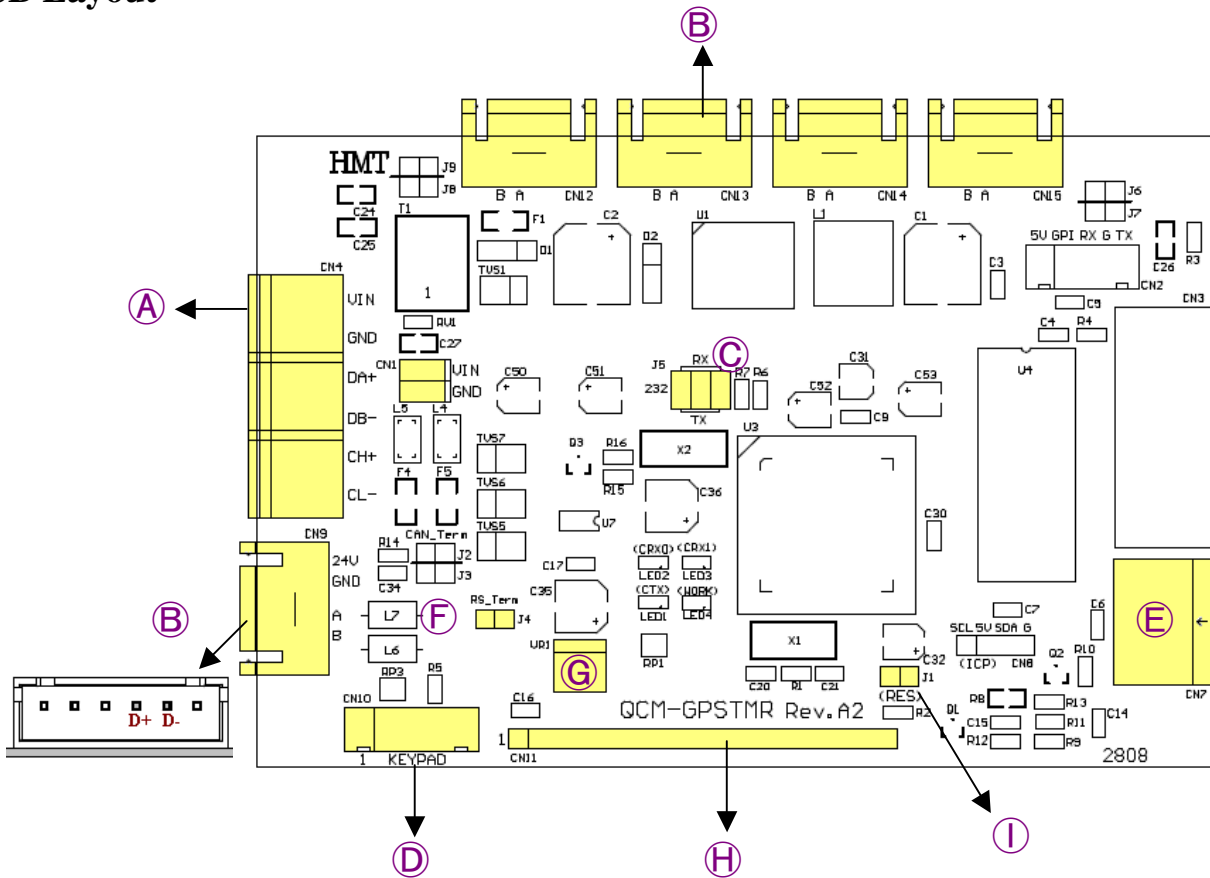 B
HMT
J9
J8
C24
C25
T1
1
F1
D1
TVS1
C2
D2
U1
L1
C1
C3
B A CN12
B A CN13
B A CN14
B A CN15
J6
J7
5V GPI RX G TX
CN2
C26
R3
C5
C4
R4
CN3
A
CN4
VIN
GND
DA+
DB-
CH+
CL-
RV1
C27
CN1
VIN
GND
L5
L4
F4
F5
C50
C51
J5
RX
232
TX
C
R7
R6
C31
C52
C53
C9
U4
TVS7
TVS6
TVS5
Q3
R16
R15
X2
U3
C36
U7
C30
CN9
24V
GND
A
B
R14
C34
CAN_Term
J2
J3
C17
(CRX0)
(CRX1)
LED2
LED3
(CTX)
(WORK)
LED1
LED4
C35
RS_Term
J4
L7
F
L6
RP3
R5
VR1
G
RP1
X1
C20
R1
C21
C32
J1
(RES)
R2
C7
SCL 5V SDA G
(ICP)
CN8
Q2
C6
R10
E
CN7
R8
R13
C15
R11
C14
R12
R9
B
D+ D-
CN10
1 KEYPAD
C16
QCM-GPSTMR Rev.A2
1
CN11
2808
D
H
I